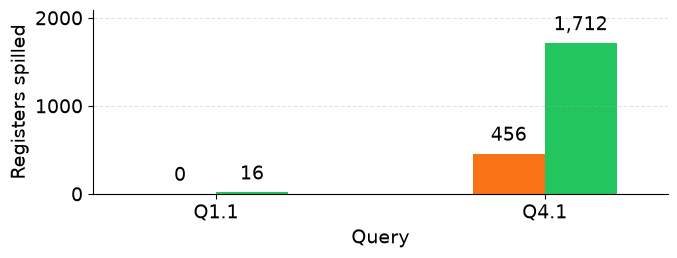 Registers spilled
2000
1000
0
0
16
456
1,712
Q1.1
Q4.1
Query